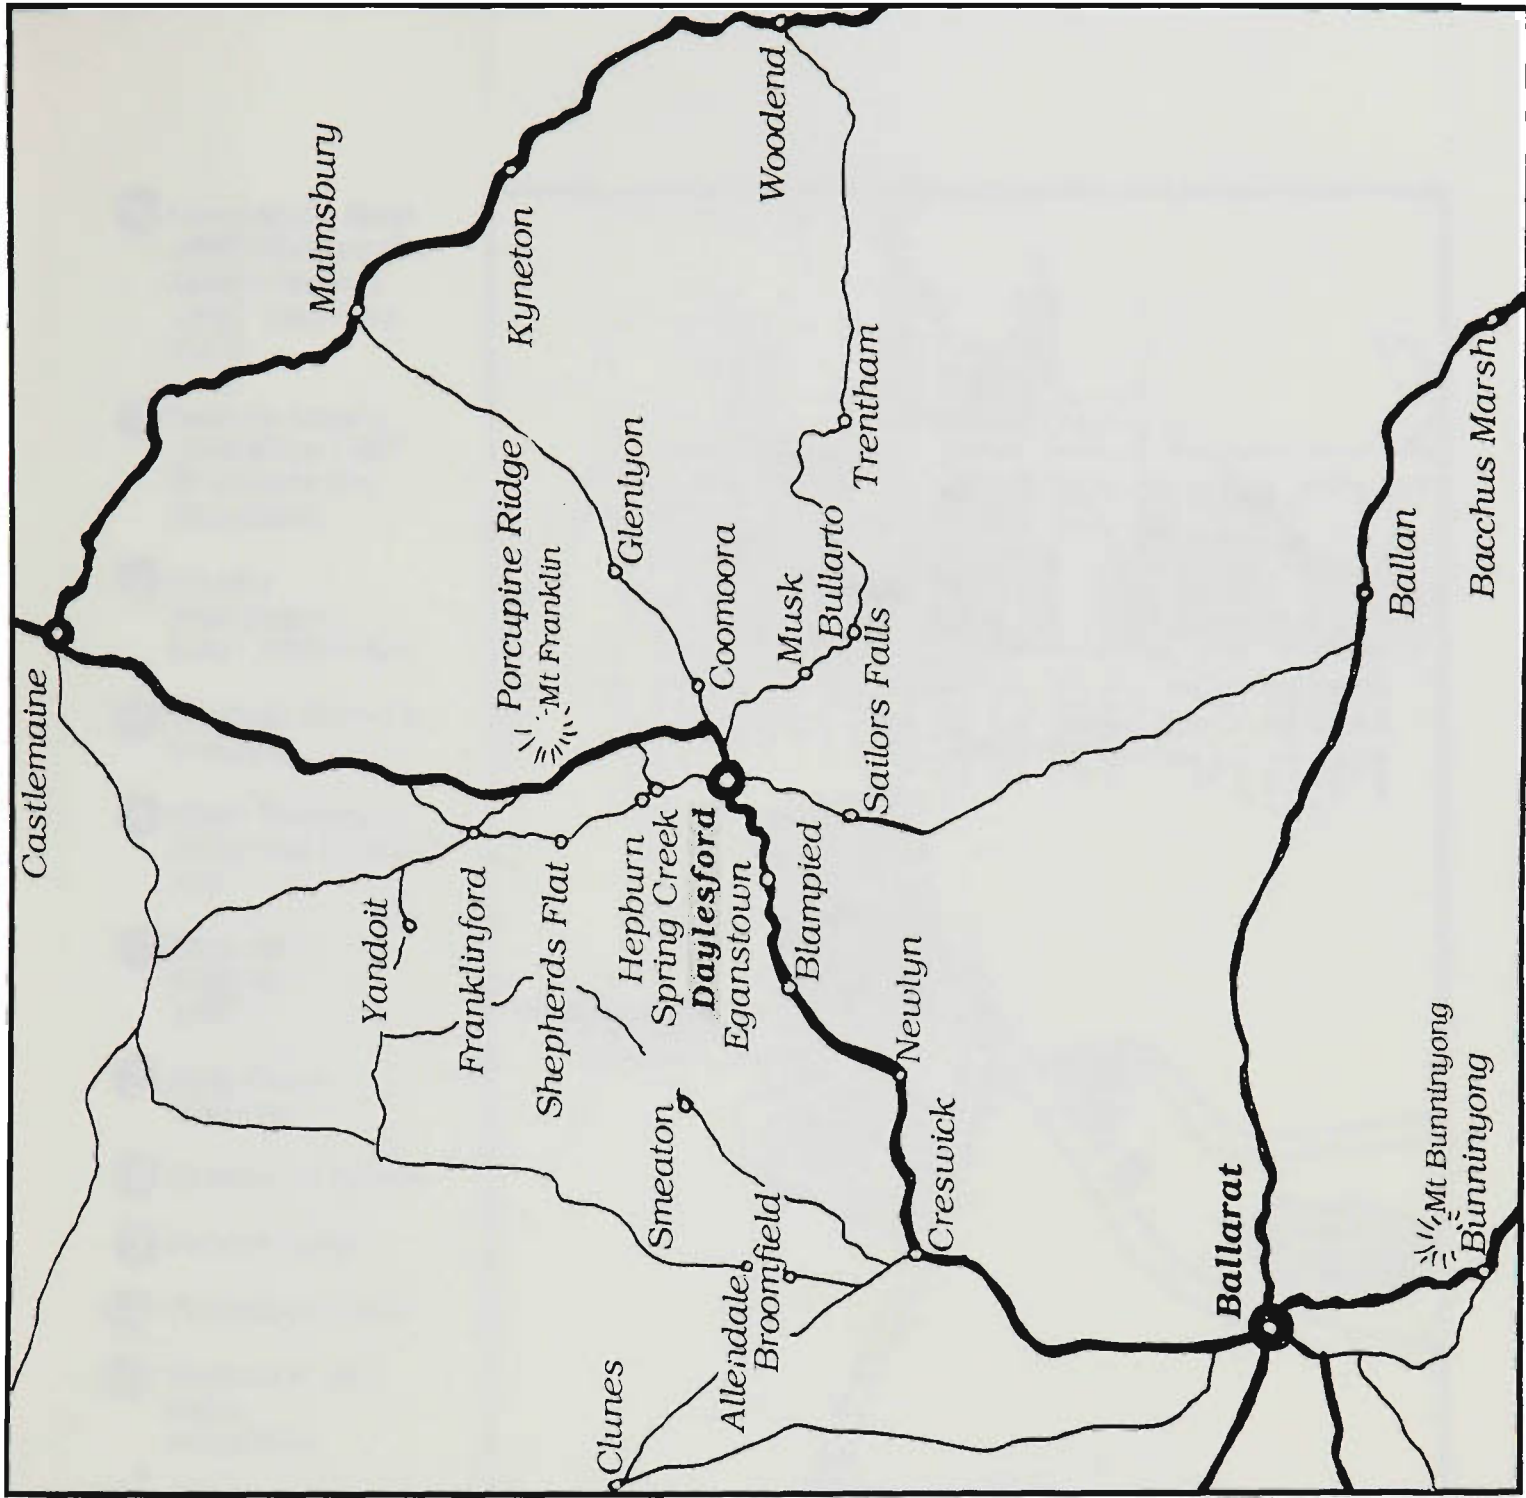 Castlemaine
Malmsbury
Kyneton
Woodend
Porcupine Ridge
Mt Franklin
Glenlyon
Coomoora
Musk
Bullarto
Trentham
Sailors Falls
Yandoit
Franklinford
Shepherds Flat
Hepburn
Spring Creek
Daylesford
Eganstown
Blampied
Newlyn
Creswick
Smeaton
Allendale
Broomfield
Clunes
Ballarat
Mt Bunninyong
Bunninyong
Ballan
Bacchus Marsh